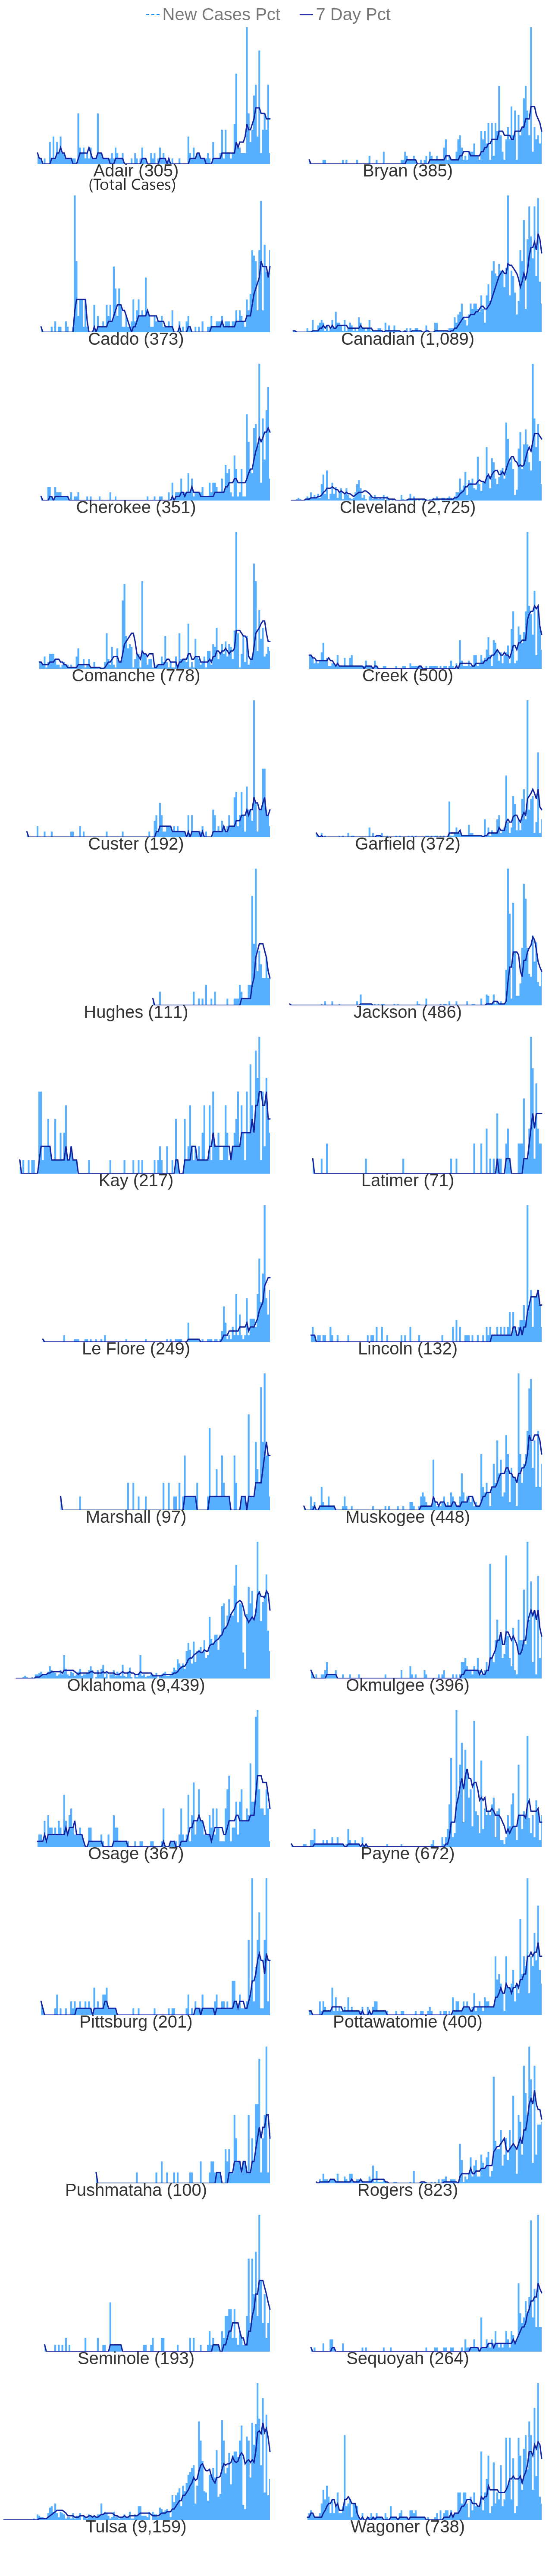 New Cases Pct 7 Day Pct
Adair (305) Bryan (385)
(Total Cases)
Caddo (373) Canadian (1,089)
Cherokee (351) Cleveland (2,725)
Comanche (778) Creek (500)
Custer (192) Garfield (372)
Hughes (111) Jackson (486)
Kay (217) Latimer (71)
Le Flore (249) Lincoln (132)
Marshall (97) Muskogee (448)
Oklahoma (9,439) Okmulgee (396)
Osage (367) Payne (672)
Pittsburg (201) Pottawatomie (400)
Pushmataha (100) Rogers (823)
Seminole (193) Sequoyah (264)
Tulsa (9,159) Wagoner (738)